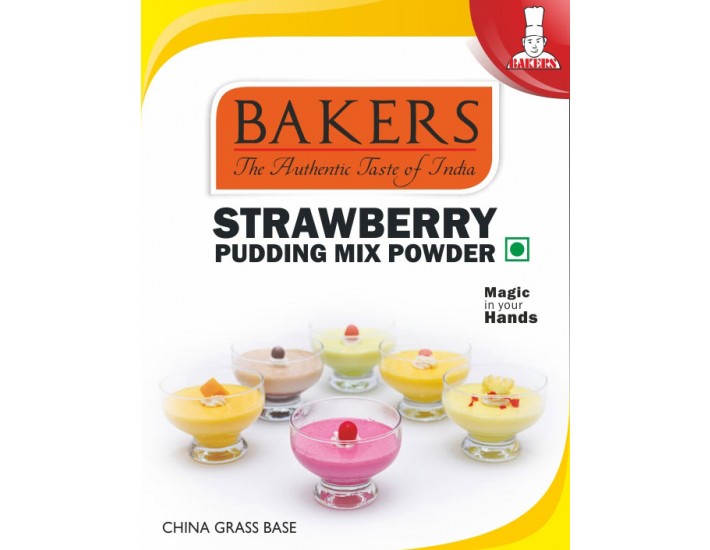 BAKERS
BAKERS
The Authentic Taste of India
STRAWBERRY
PUDDING MIX POWDER
Magic
in your
Hands
CHINA GRASS BASE